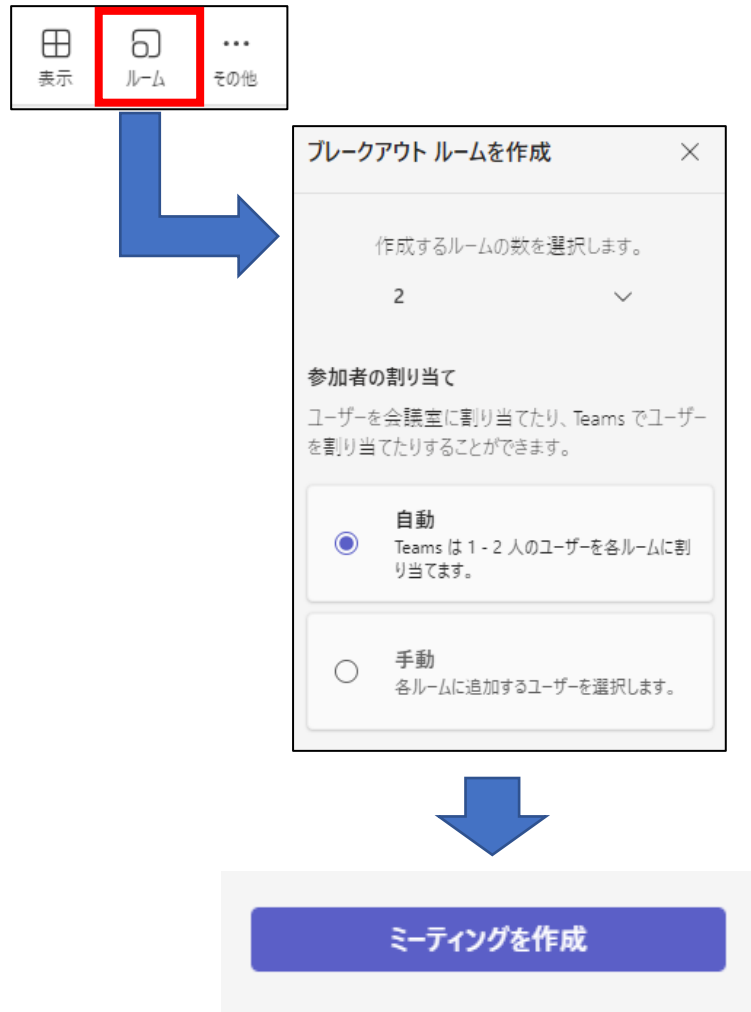 表示 ルーム その他
ブレークアウト ルームを作成
作成するルームの数を選択します。
2
参加者の割り当て
ユーザーを会議室に割り当てたり、Teams でユーザー
を割り当てたりすることができます。
自動
Teams は 1 - 2 人のユーザーを各ルームに割
り当てます。
手動
各ルームに追加するユーザーを選択します。
ミーティングを作成